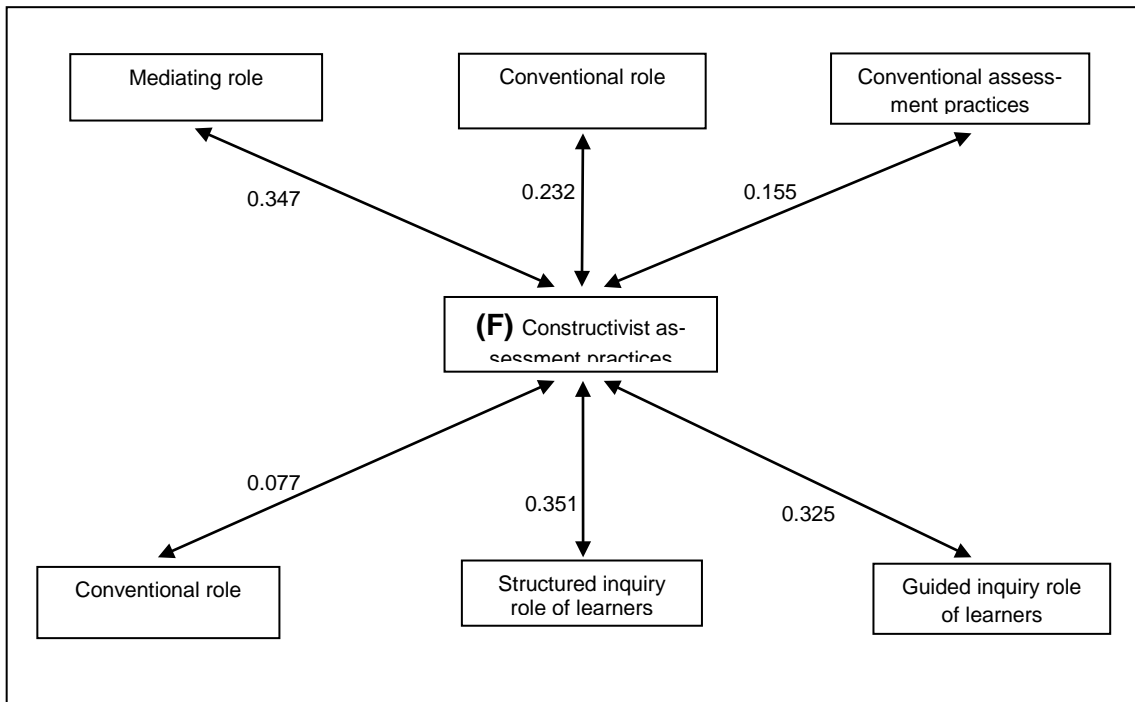 Mediating role
Conventional role
Conventional assess-
ment practices
0.347
0.232
0.155
(F) Constructivist as-
sessment practices
0.077
0.351
0.325
Conventional role
Structured inquiry
role of learners
Guided inquiry role
of learners